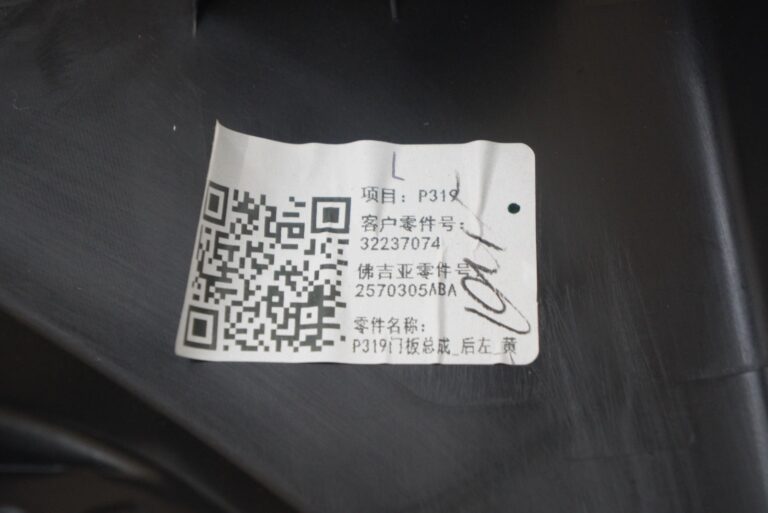 L
项目: P319
客户零件号:
32237074
佛吉亚零件号
2570305ABA
零件名称:
P319门板总成_后左_黄